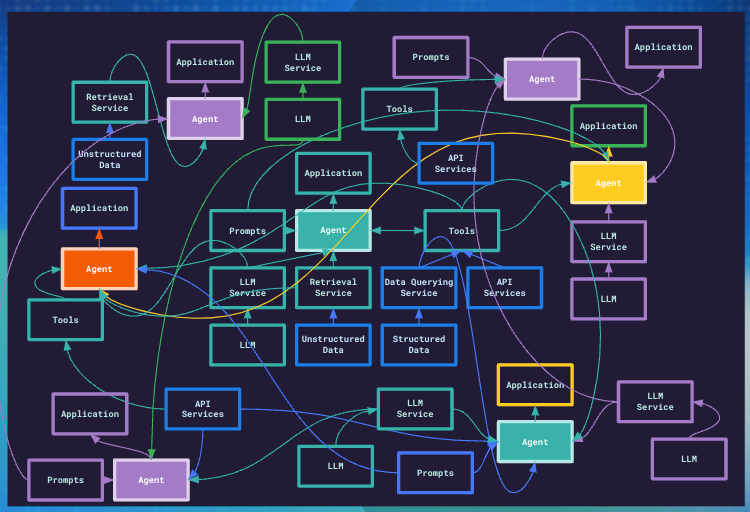 LLM
Service
Prompts
Application
Application
Agent
Retrieval
Service
Agent
LLM
Tools
Application
Unstructured
Data
API
Services
Application
Agent
Application
Prompts
Agent
Tools
LLM
Service
Agent
LLM
Service
Retrieval
Service
Data Querying
Service
API
Services
LLM
Tools
LLM
Unstructured
Data
Structured
Data
Application
Application
API
Services
LLM
Service
LLM
Service
Agent
LLM
Prompts
LLM
Prompts
Agent